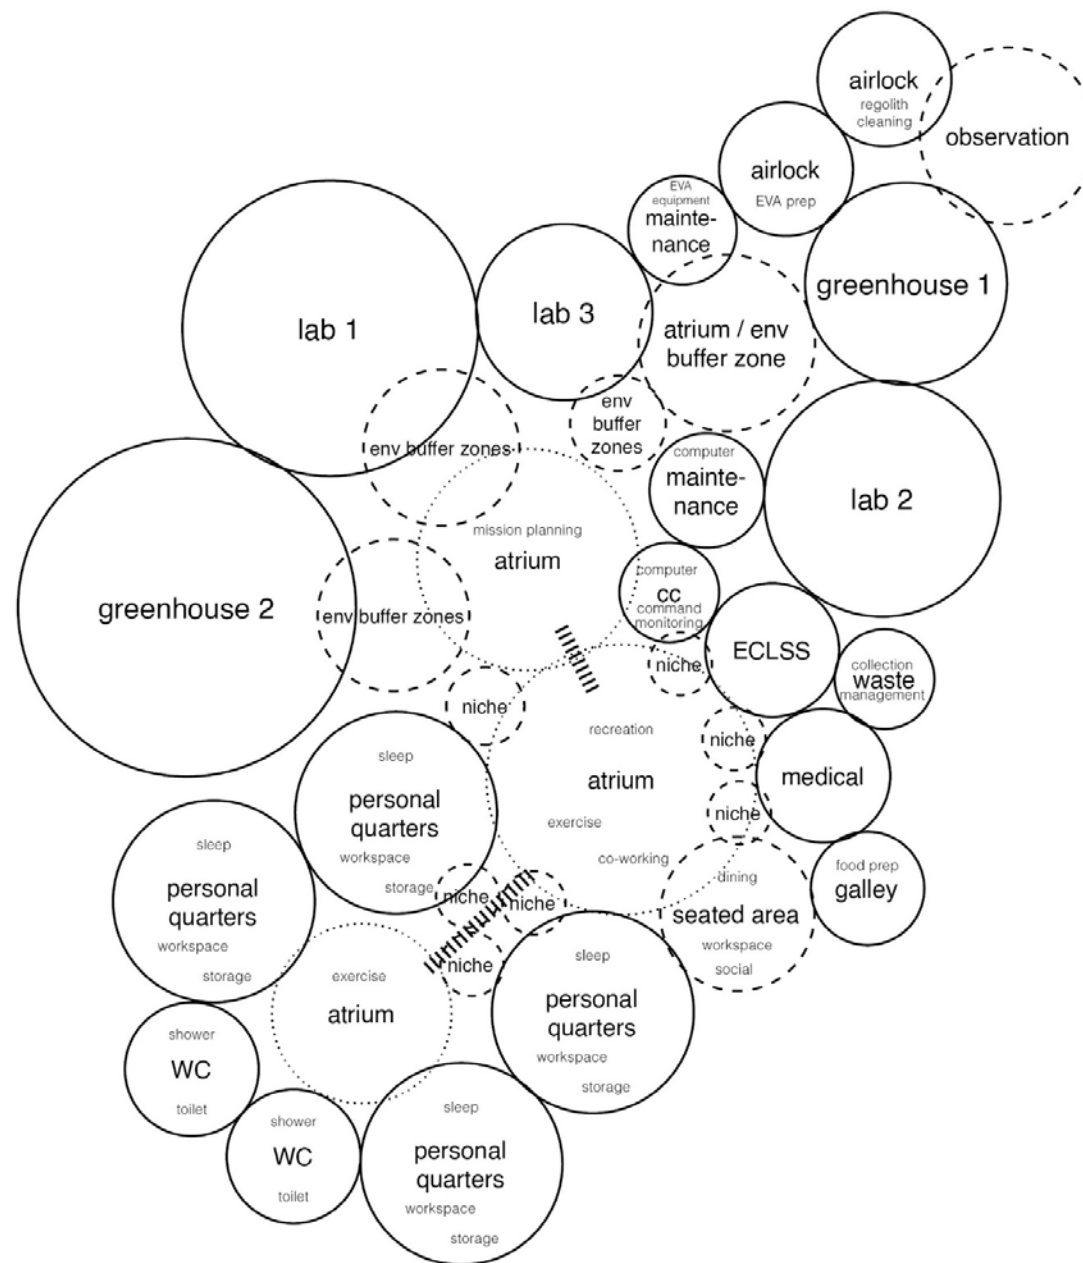 airlock
regolith
cleaning
observation
airlock
EVA prep
EVA
equipment
mainte-
nance
greenhouse 1
lab 1
lab 3
atrium / env
buffer zone
env
buffer
zones
env buffer zones
computer
mainte-
nance
lab 2
mission planning
atrium
computer
cc
command
monitoring
greenhouse 2
env buffer zones
niche
ECLSS
collection
waste
management
niche
recreation
atrium
exercise
co-working
niche
medical
niche
sleep
personal
quarters
workspace
storage
sleep
personal
quarters
workspace
storage
niche
niche
niche
dining
seated area
workspace
social
food prep
galley
exercise
atrium
sleep
personal
quarters
workspace
storage
shower
WC
toilet
shower
WC
toilet
sleep
personal
quarters
workspace
storage